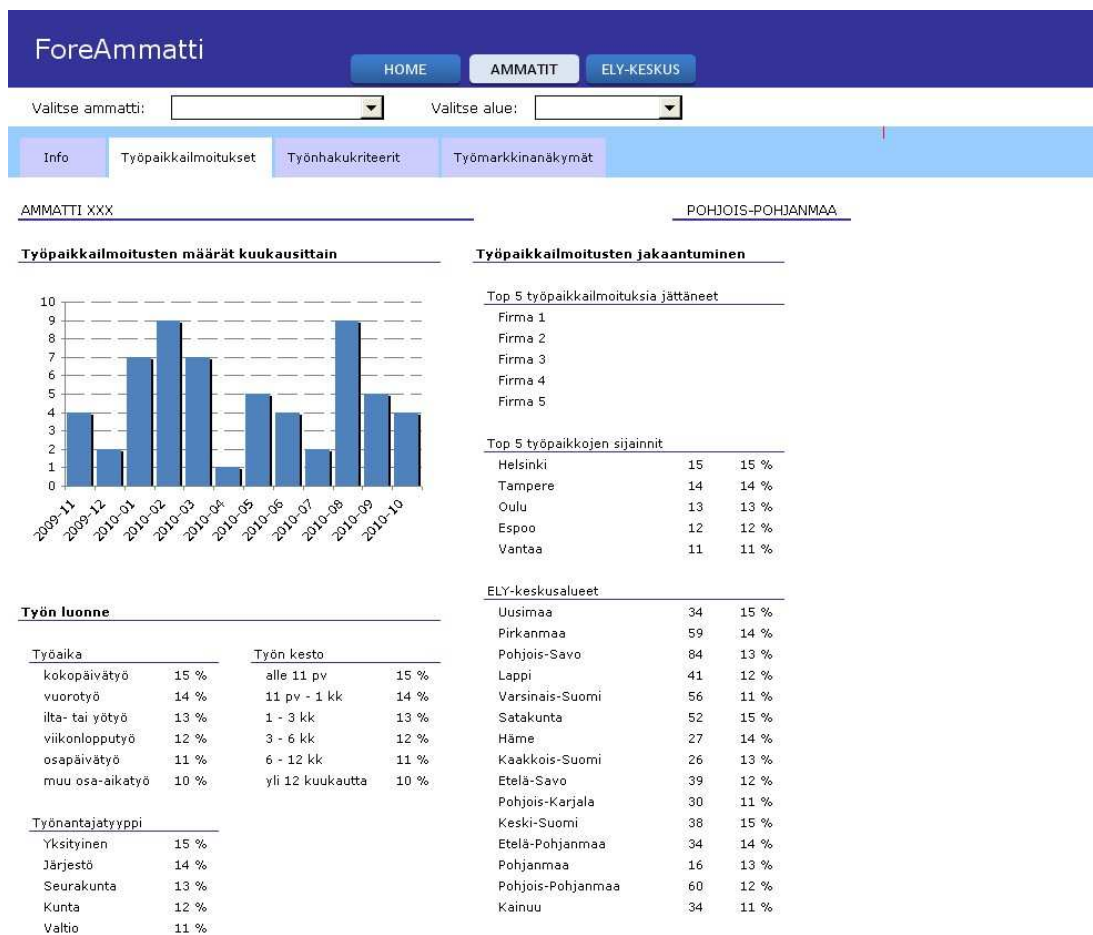 ForeAmmatti
HOME AMMATIT ELY-KESKUS
Valitse ammatti: Valitse alue:
Info Työpaikkailmoitukset Työnhakukriteerit Työmarkkinanäkymät
AMMATTI XXX POHJOIS-POHJANMAA
Työpaikkailmoitusten määrät kuukausittain
10
9
8
7
6
5
4
3
2
1
0
2009-11 2009-12 2010-01 2010-02 2010-03 2010-04 2010-05 2010-06 2010-07 2010-08 2010-09 2010-10
Työn luonne
Työaika
kokopäivätyö 15 %
vuorotyö 14 %
ilta- tai yötyö 13 %
viikonlopputyö 12 %
osapäivätyö 11 %
muu osa-aikatyö 10 %
Työn kesto
alle 11 pv 15 %
11 pv - 1 kk 14 %
1 - 3 kk 13 %
3 - 6 kk 12 %
6 - 12 kk 11 %
yli 12 kuukautta 10 %
Työnantajatyyppi
Yksityinen 15 %
Järjestö 14 %
Seurakunta 13 %
Kunta 12 %
Valtio 11 %
Työpaikkailmoitusten jakaantuminen
Top 5 työpaikkailmoituksia jättäneet
Firma 1
Firma 2
Firma 3
Firma 4
Firma 5
Top 5 työpaikkojen sijainnit
Helsinki 15 15 %
Tampere 14 14 %
Oulu 13 13 %
Espoo 12 12 %
Vantaa 11 11 %
ELY-keskusalueet
Uusimaa 34 15 %
Pirkanmaa 59 14 %
Pohjois-Savo 84 13 %
Lappi 41 12 %
Varsinais-Suomi 56 11 %
Satakunta 52 15 %
Häme 27 14 %
Kaakkois-Suomi 26 13 %
Etelä-Savo 39 12 %
Pohjois-Karjala 30 11 %
Keski-Suomi 38 15 %
Etelä-Pohjanmaa 34 14 %
Pohjanmaa 16 13 %
Pohjois-Pohjanmaa 60 12 %
Kainuu 34 11 %